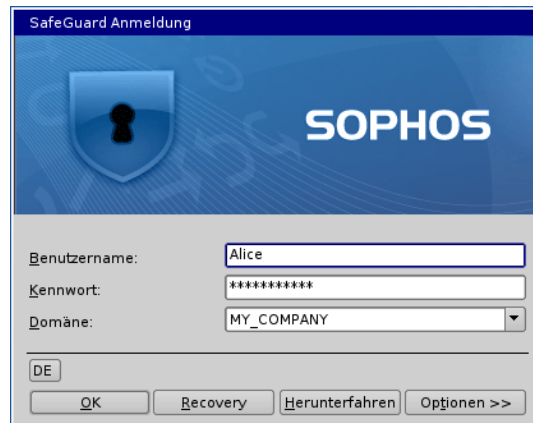 SafeGuard Anmeldung
SOPHOS
Benutzername: Alice
Kennwort: ***********
Domäne: MY_COMPANY
DE
OK Recovery Herunterfahren Optionen >>